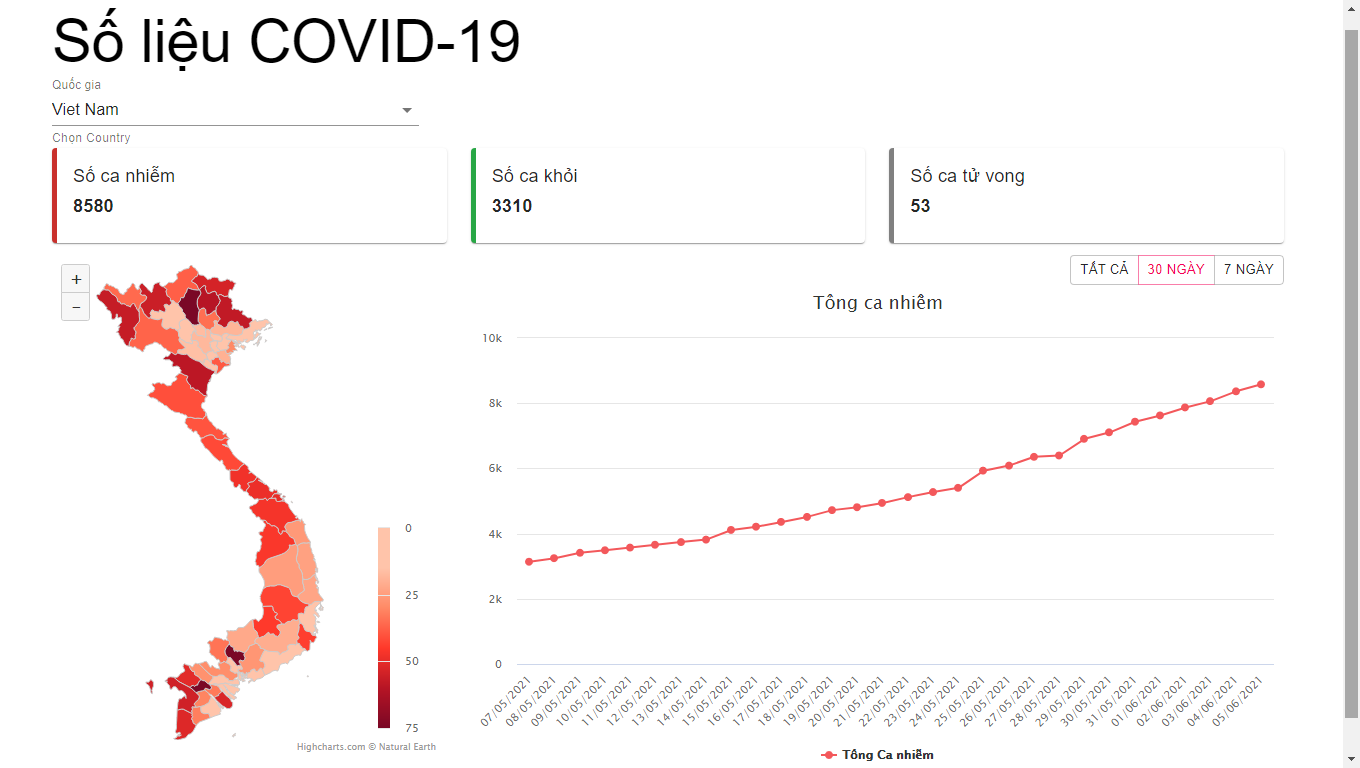 Số liệu COVID-19
Quốc gia
Viet Nam
Chọn Country
Số ca nhiễm
8580
Số ca khỏi
3310
Số ca tử vong
53
+
−
TẤT CẢ
30 NGÀY
7 NGÀY
Tổng ca nhiễm
10k
8k
6k
4k
2k
0
0
25
50
75
Highcharts.com © Natural Earth
07/05/2021
08/05/2021
09/05/2021
10/05/2021
11/05/2021
12/05/2021
13/05/2021
14/05/2021
15/05/2021
16/05/2021
17/05/2021
18/05/2021
19/05/2021
20/05/2021
21/05/2021
22/05/2021
23/05/2021
24/05/2021
25/05/2021
26/05/2021
27/05/2021
28/05/2021
29/05/2021
30/05/2021
31/05/2021
01/06/2021
02/06/2021
03/06/2021
04/06/2021
05/06/2021
Tổng Ca nhiễm